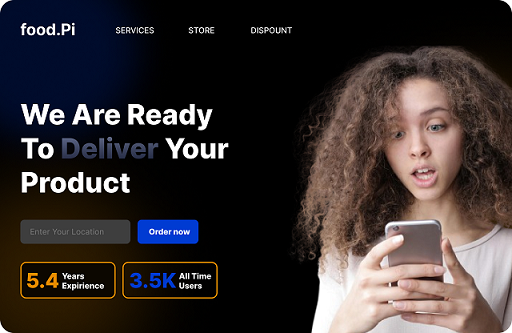 food.Pi SERVICES STORE DISPOUNT
We Are Ready
To Deliver Your
Product
Enter Your Location Order now
5.4 Years Expirience 3.5K All Time Users